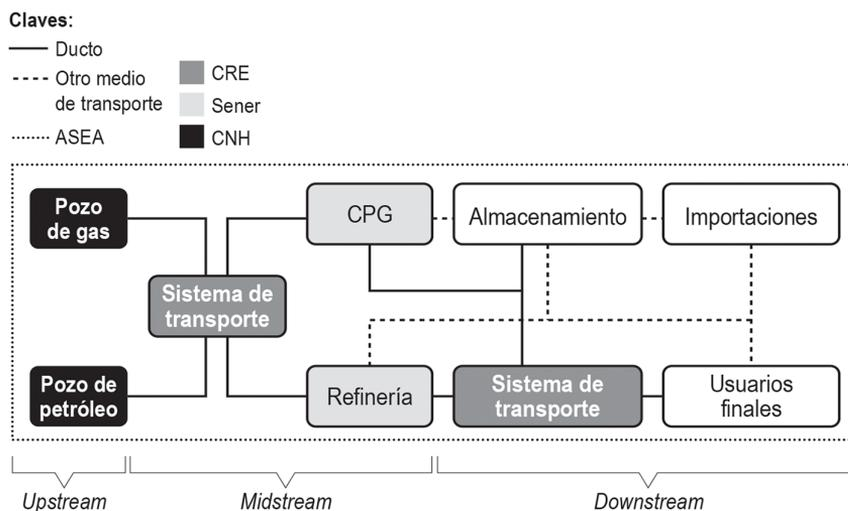 Claves:
Ducto
Otro medio
de transporte
ASEA
CRE
Sener
CNH
Pozo
de gas
CPG
Almacenamiento
Importaciones
Sistema de
transporte
Pozo de
petróleo
Refinería
Sistema de
transporte
Usuarios
finales
Upstream
Midstream
Downstream